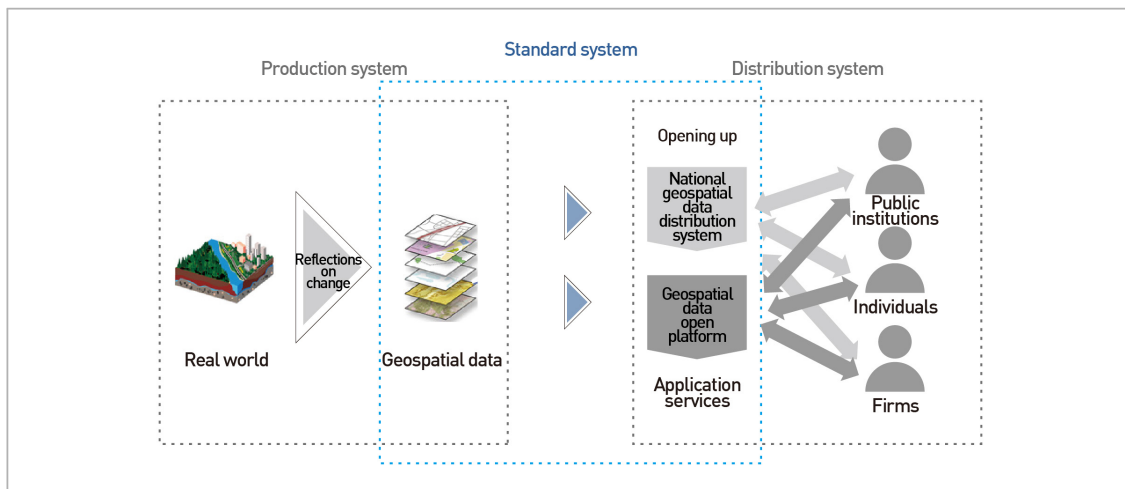 Standard system
Production system
Distribution system
Opening up
National
geospatial
data
distribution
system
Public
institutions
Reflections
on
change
Geospatial
data
open
platform
Individuals
Real world
Geospatial data
Application
services
Firms